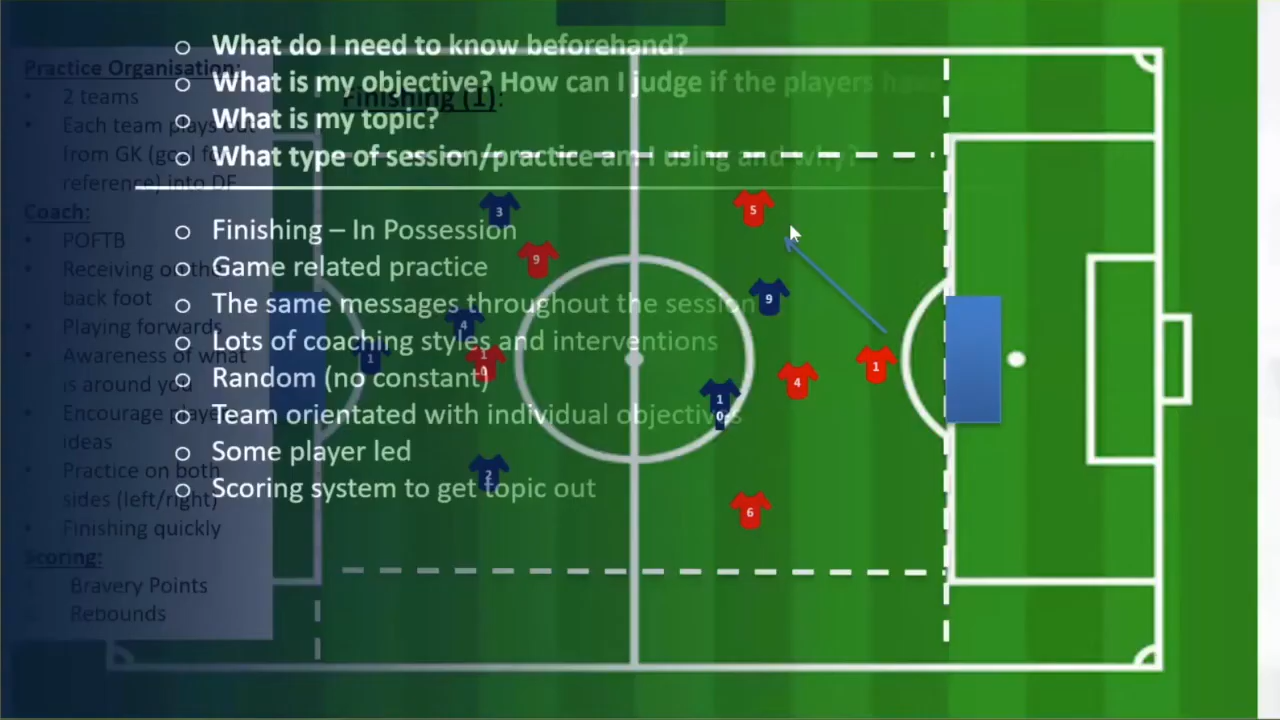 What do I need to know beforehand?
What is my objective? How can I judge if the players
What is my topic?
What type of session/practice am I using and why?
Finishing – In Possession
Game related practice
The same messages throughout the session
Lots of coaching styles and interventions
Random (no constant)
Team orientated with individual objectives
Some player led
Scoring system to get topic out
Practice Organisation:
2 teams
Each team plays out
from GK (goal for
reference) into DF
Coach:
POFTB
Receiving on the
back foot
Playing forwards
Awareness of what
is around you
Encourage player
ideas
Practice on both
sides (left/right)
Finishing quickly
Scoring:
Bravery Points
Rebounds
Finishing (1):
3
5
9
9
4
1
10
4
1
10
2
6